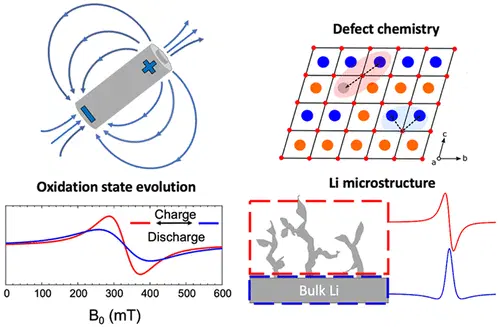 Defect chemistry
c
a
b
Oxidation state evolution
Charge
Discharge
0 100 200 300 400 500 600
B₀ (mT)
Li microstructure
Bulk Li